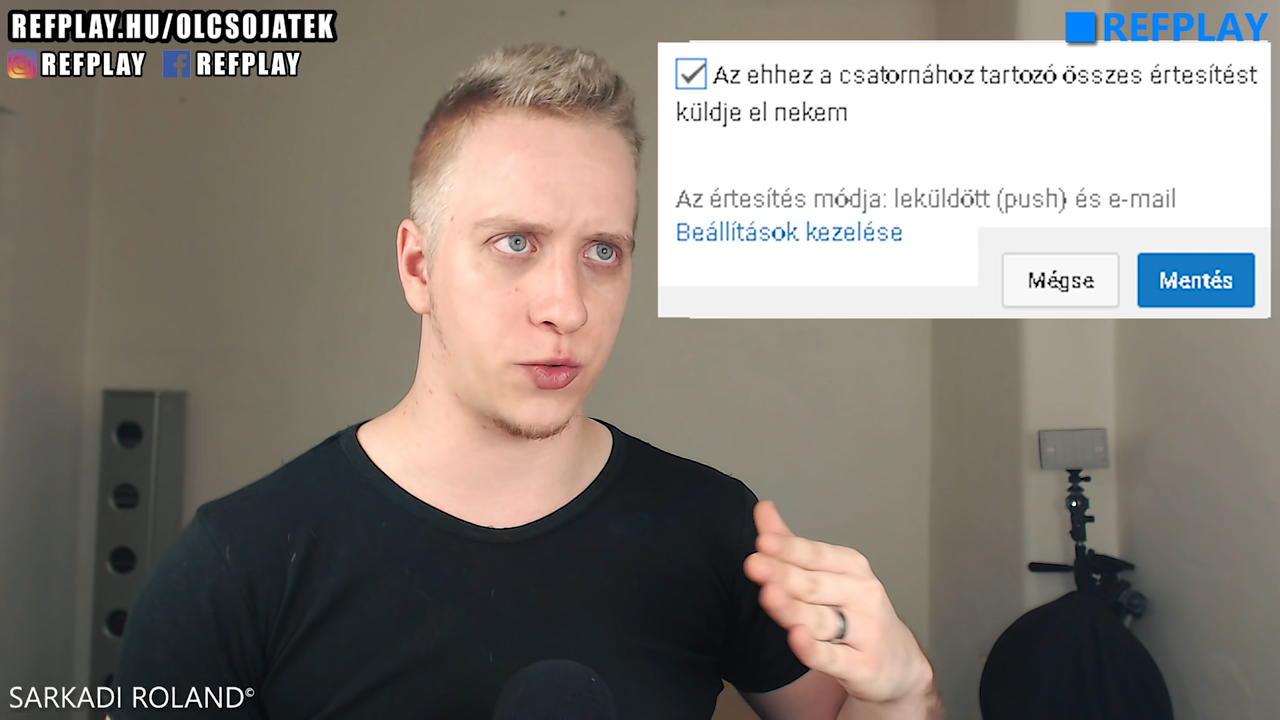 REFPLAY.HU/OLCSOJATEK
REFPLAY REFPLAY
REFPLAY
Az ehhez a csatornához tartozó összes értesítést
küldje el nekem
Az értesítés módja: leküldött (push) és e-mail
Beállítások kezelése
Mégse Mentés
SARKADI ROLAND©